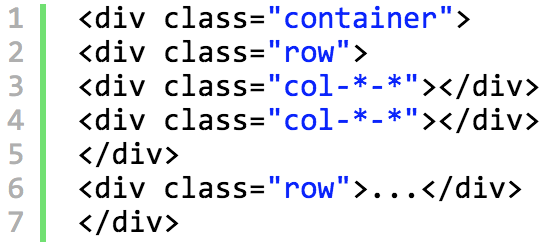 1 <div class="container">
2 <div class="row">
3 <div class="col-*-*"></div>
4 <div class="col-*-*"></div>
5 </div>
6 <div class="row">...</div>
7 </div>